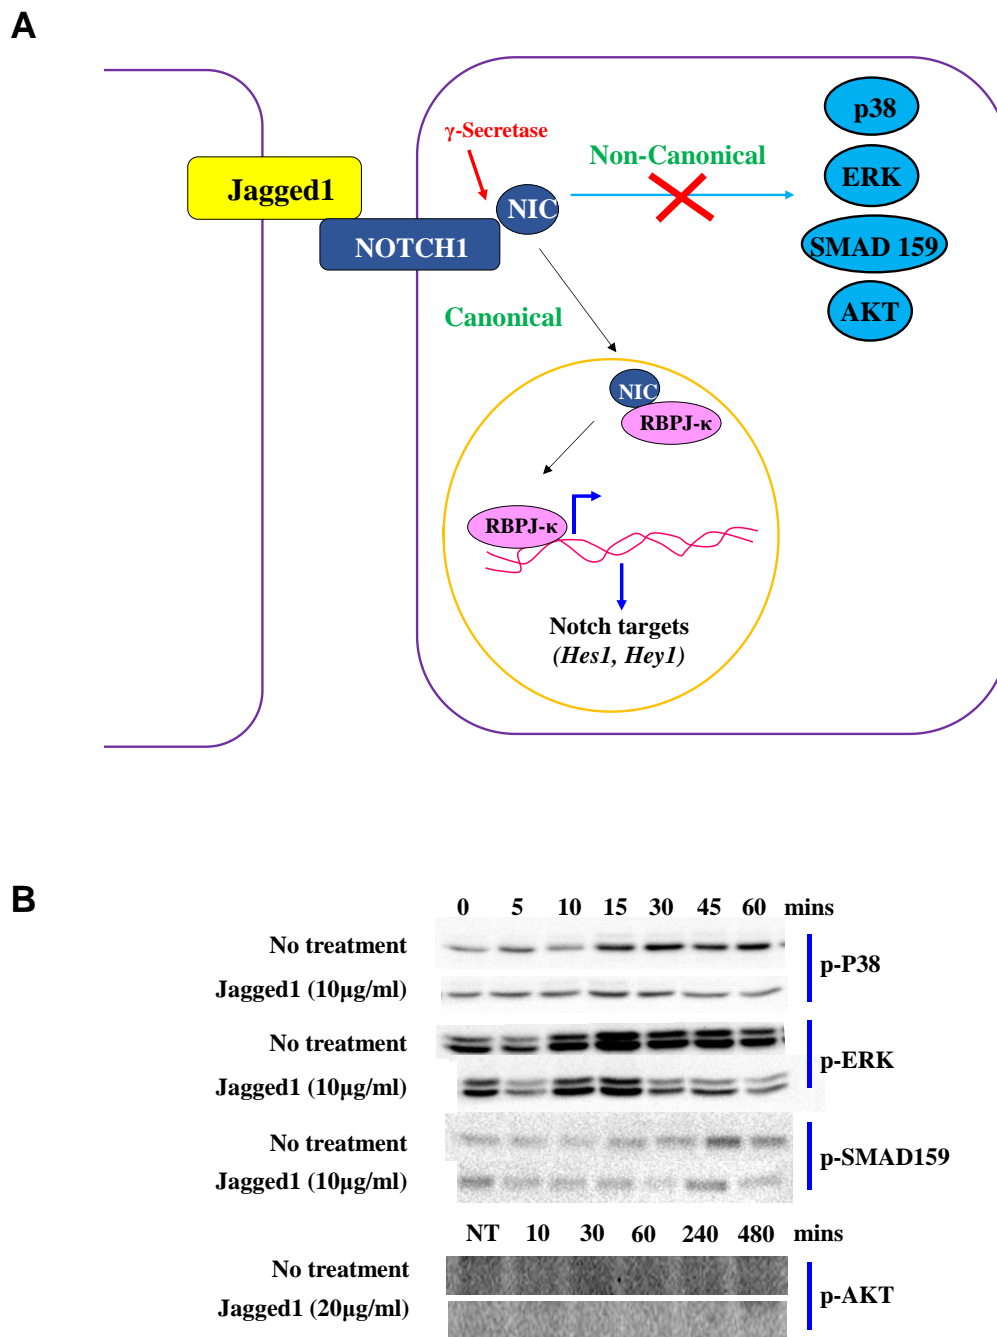 A
γ-Secretase
Non-Canonical
p38
ERK
SMAD 159
AKT
Jagged1
NOTCH1
NIC
Canonical
NIC
RBPJ-κ
RBPJ-κ
Notch targets
(Hes1, Hey1)
B
0 5 10 15 30 45 60 mins
No treatment
Jagged1 (10μg/ml)
p-P38
No treatment
Jagged1 (10μg/ml)
p-ERK
No treatment
Jagged1 (10μg/ml)
p-SMAD159
NT 10 30 60 240 480 mins
No treatment
Jagged1 (20μg/ml)
p-AKT